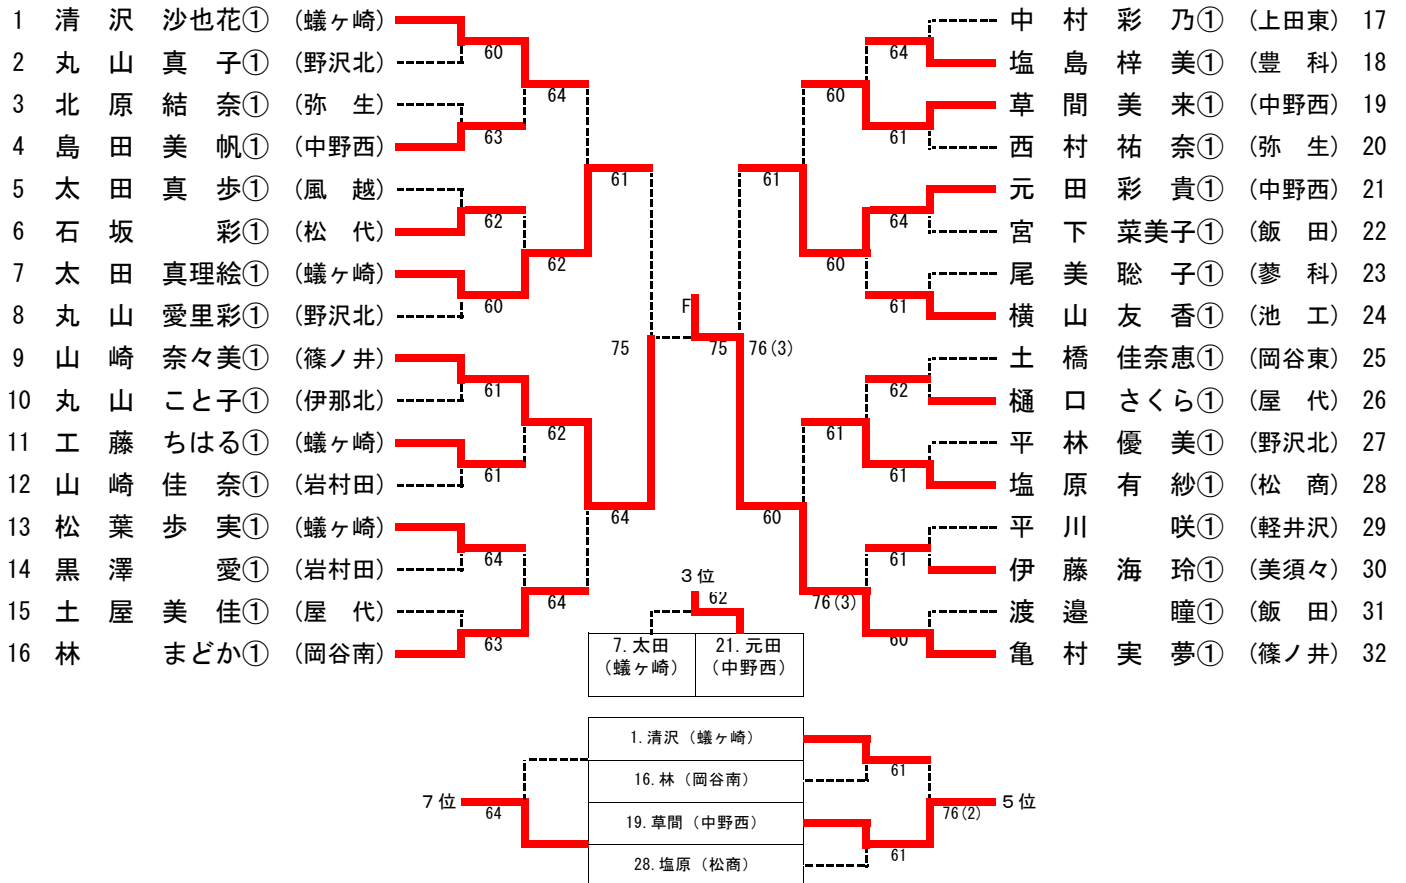 1 清 沢 沙也花① (蟻ヶ崎)
2 丸 山 真 子① (野沢北)
3 北 原 結 奈① (弥 生)
4 島 田 美 帆① (中野西)
5 太 田 真 歩① (風 越)
6 石 坂 彩① (松 代)
7 太 田 真理絵① (蟻ヶ崎)
8 丸 山 愛里彩① (野沢北)
9 山 崎 奈々美① (篠ノ井)
10 丸 山 こと子① (伊那北)
11 工 藤 ちはる① (蟻ヶ崎)
12 山 崎 佳 奈① (岩村田)
13 松 葉 歩 実① (蟻ヶ崎)
14 黒 澤 愛① (岩村田)
15 土 屋 美 佳① (屋 代)
16 林 まどか① (岡谷南)
60
63
62
60
61
61
64
63
64
62
62
64
61
64
75
F
75
76(3)
61
60
60
60
61
76(3)
64
61
64
61
62
61
61
60
中 村 彩 乃① (上田東) 17
塩 島 梓 美① (豊 科) 18
草 間 美 来① (中野西) 19
西 村 祐 奈① (弥 生) 20
元 田 彩 貴① (中野西) 21
宮 下 菜美子① (飯 田) 22
尾 美 聡 子① (蓼 科) 23
横 山 友 香① (池 工) 24
土 橋 佳奈恵① (岡谷東) 25
樋 口 さくら① (屋 代) 26
平 林 優 美① (野沢北) 27
塩 原 有 紗① (松 商) 28
平 川 咲① (軽井沢) 29
伊 藤 海 玲① (美須々) 30
渡 邉 瞳① (飯 田) 31
亀 村 実 夢① (篠ノ井) 32
3位
62
7.太田 21.元田
(蟻ヶ崎) (中野西)
1.清沢 (蟻ヶ崎)
16.林 (岡谷南)
19.草間 (中野西)
28.塩原 (松商)
61
61
7位
64
76(2)
5位